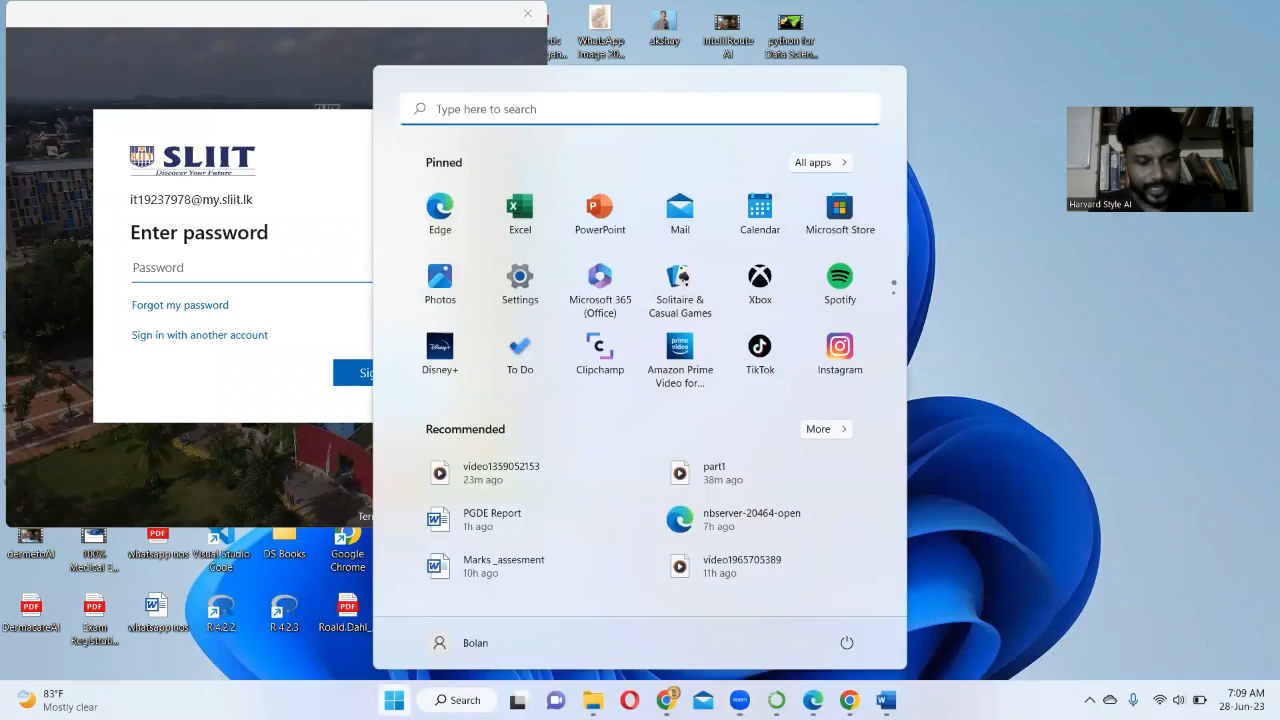 WhatsApp Image 20...
akshay
IntelliRoute AI
python for Data Scien...
Type here to search
Pinned
All apps
Edge
Excel
PowerPoint
Mail
Calendar
Microsoft Store
Photos
Settings
Microsoft 365 (Office)
Solitaire & Casual Games
Xbox
Spotify
Disney+
To Do
Clipchamp
Amazon Prime Video for...
TikTok
Instagram
Recommended
More
video1359052153
23m ago
part1
38m ago
PGDE Report
1h ago
nbserver-20464-open
7h ago
Marks _assesment
10h ago
video1965705389
11h ago
Bolan
SLIIT
Discover Your Future
it19237978@my.sliit.lk
Enter password
Password
Forgot my password
Sign in with another account
Sig
Ter
Harvard Style AI
dermetoAI
100% Medical E...
whatsapp nos
Visual Studio Code
DS Books
Google Chrome
DermacareAI
Exam Registrati...
whatsapp nos
R 4.2.2
R 4.2.3
Roald.Dahl_
83°F
Mostly clear
Search
zoom
7:09 AM
28-Jun-23